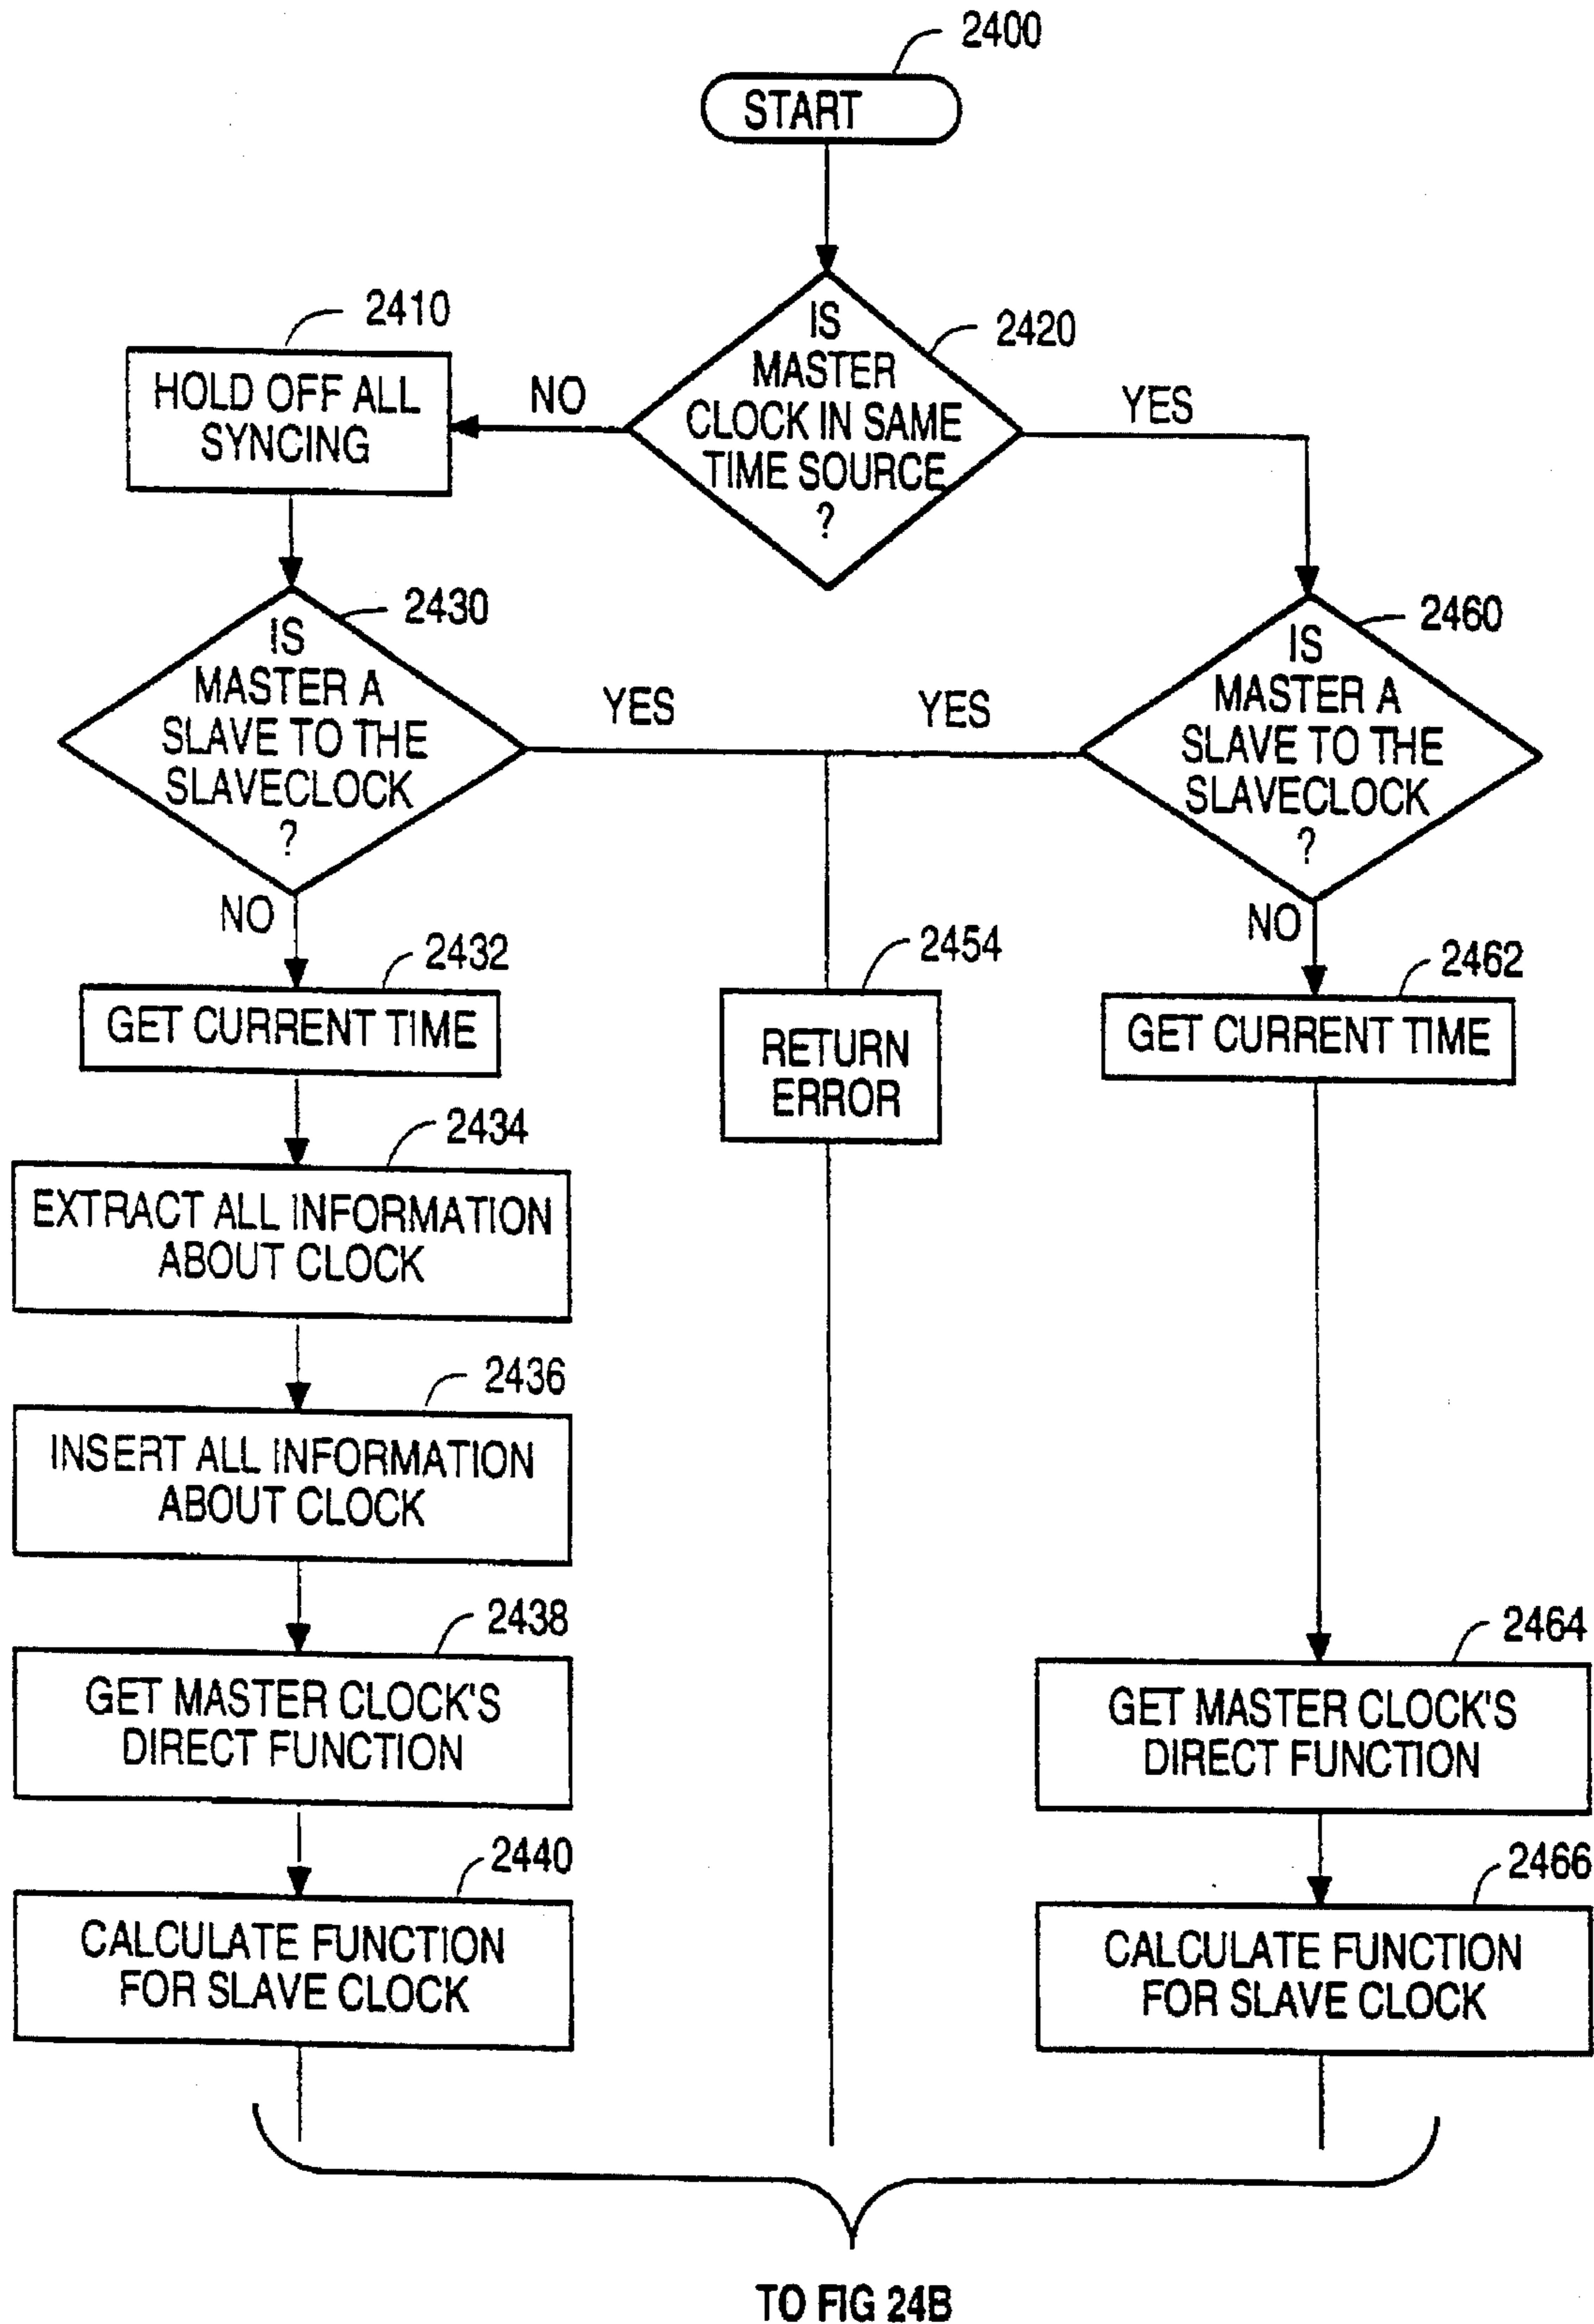 2400
START
2410
IS
MASTER
CLOCK IN SAME
TIME SOURCE
?
2420
NO
YES
HOLD OFF ALL
SYNCING
2430
IS
MASTER A
SLAVE TO THE
SLAVECLOCK
?
YES
NO
2460
IS
MASTER A
SLAVE TO THE
SLAVECLOCK
?
YES
NO
2432
GET CURRENT TIME
2454
RETURN
ERROR
2462
GET CURRENT TIME
2434
EXTRACT ALL INFORMATION
ABOUT CLOCK
2436
INSERT ALL INFORMATION
ABOUT CLOCK
2438
GET MASTER CLOCK'S
DIRECT FUNCTION
2464
GET MASTER CLOCK'S
DIRECT FUNCTION
2440
CALCULATE FUNCTION
FOR SLAVE CLOCK
2466
CALCULATE FUNCTION
FOR SLAVE CLOCK
TO FIG 24B